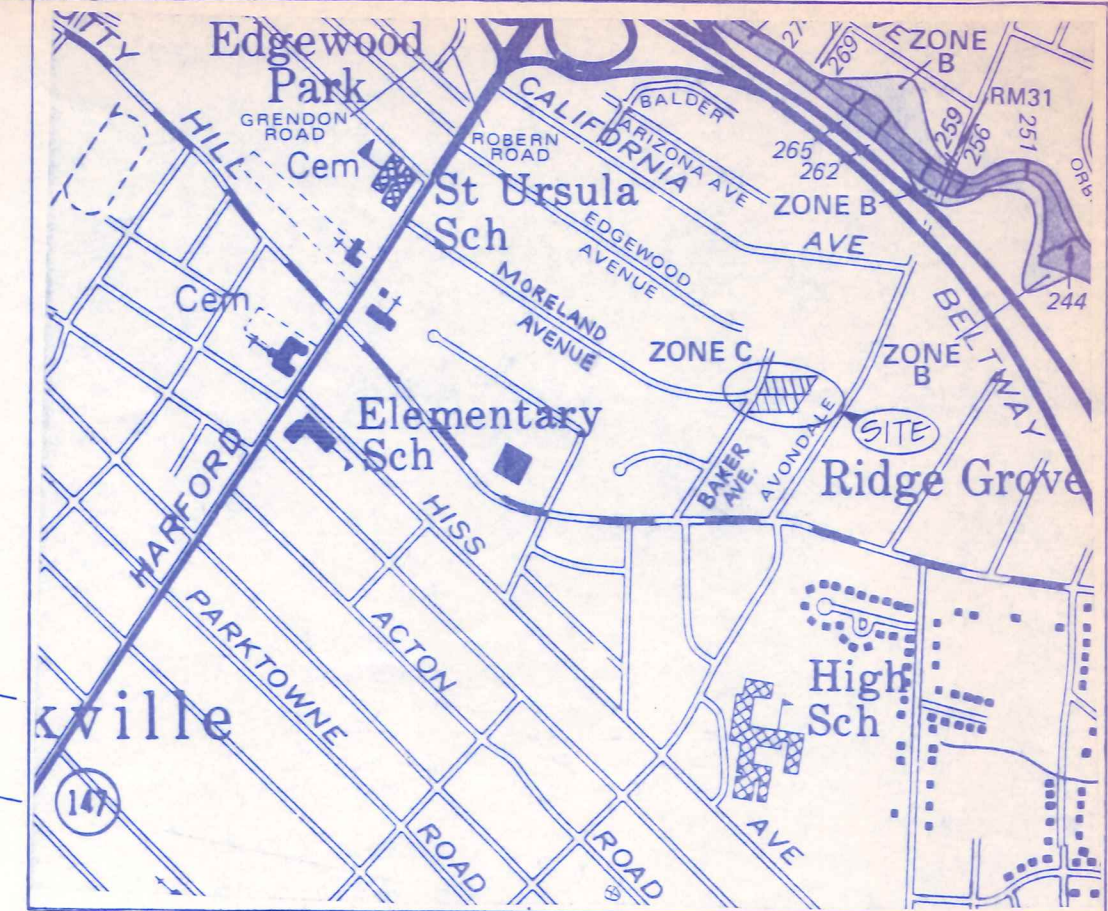 Edgewood
Park
GRENDON
ROAD
Cem
HILL
CALIFORNIA
AVE
BALDER
ARIZONA AVE
ROBERN
ROAD
St Ursula
Sch
265
262
269
ZONE
B
259
256
RM31
251
ZONE B
EDGEWOOD
AVENUE
MORELAND
AVENUE
Cem
ZONE C
ZONE
B
244
BELTWAY
Elementary
Sch
SITE
BAKER
AVE.
AVONDALE
Ridge Grove
HARFORD
HISS
AVE
PARKTOWNE
ROAD
ACTON
ROAD
D
High
Sch
kville
147